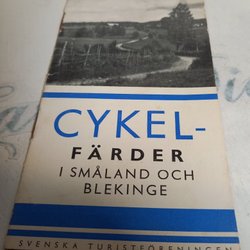 CYKEL-
FÄRDER
I SMÅLAND OCH
BLEKINGE
SVENSKA TURISTFÖRENINGEN